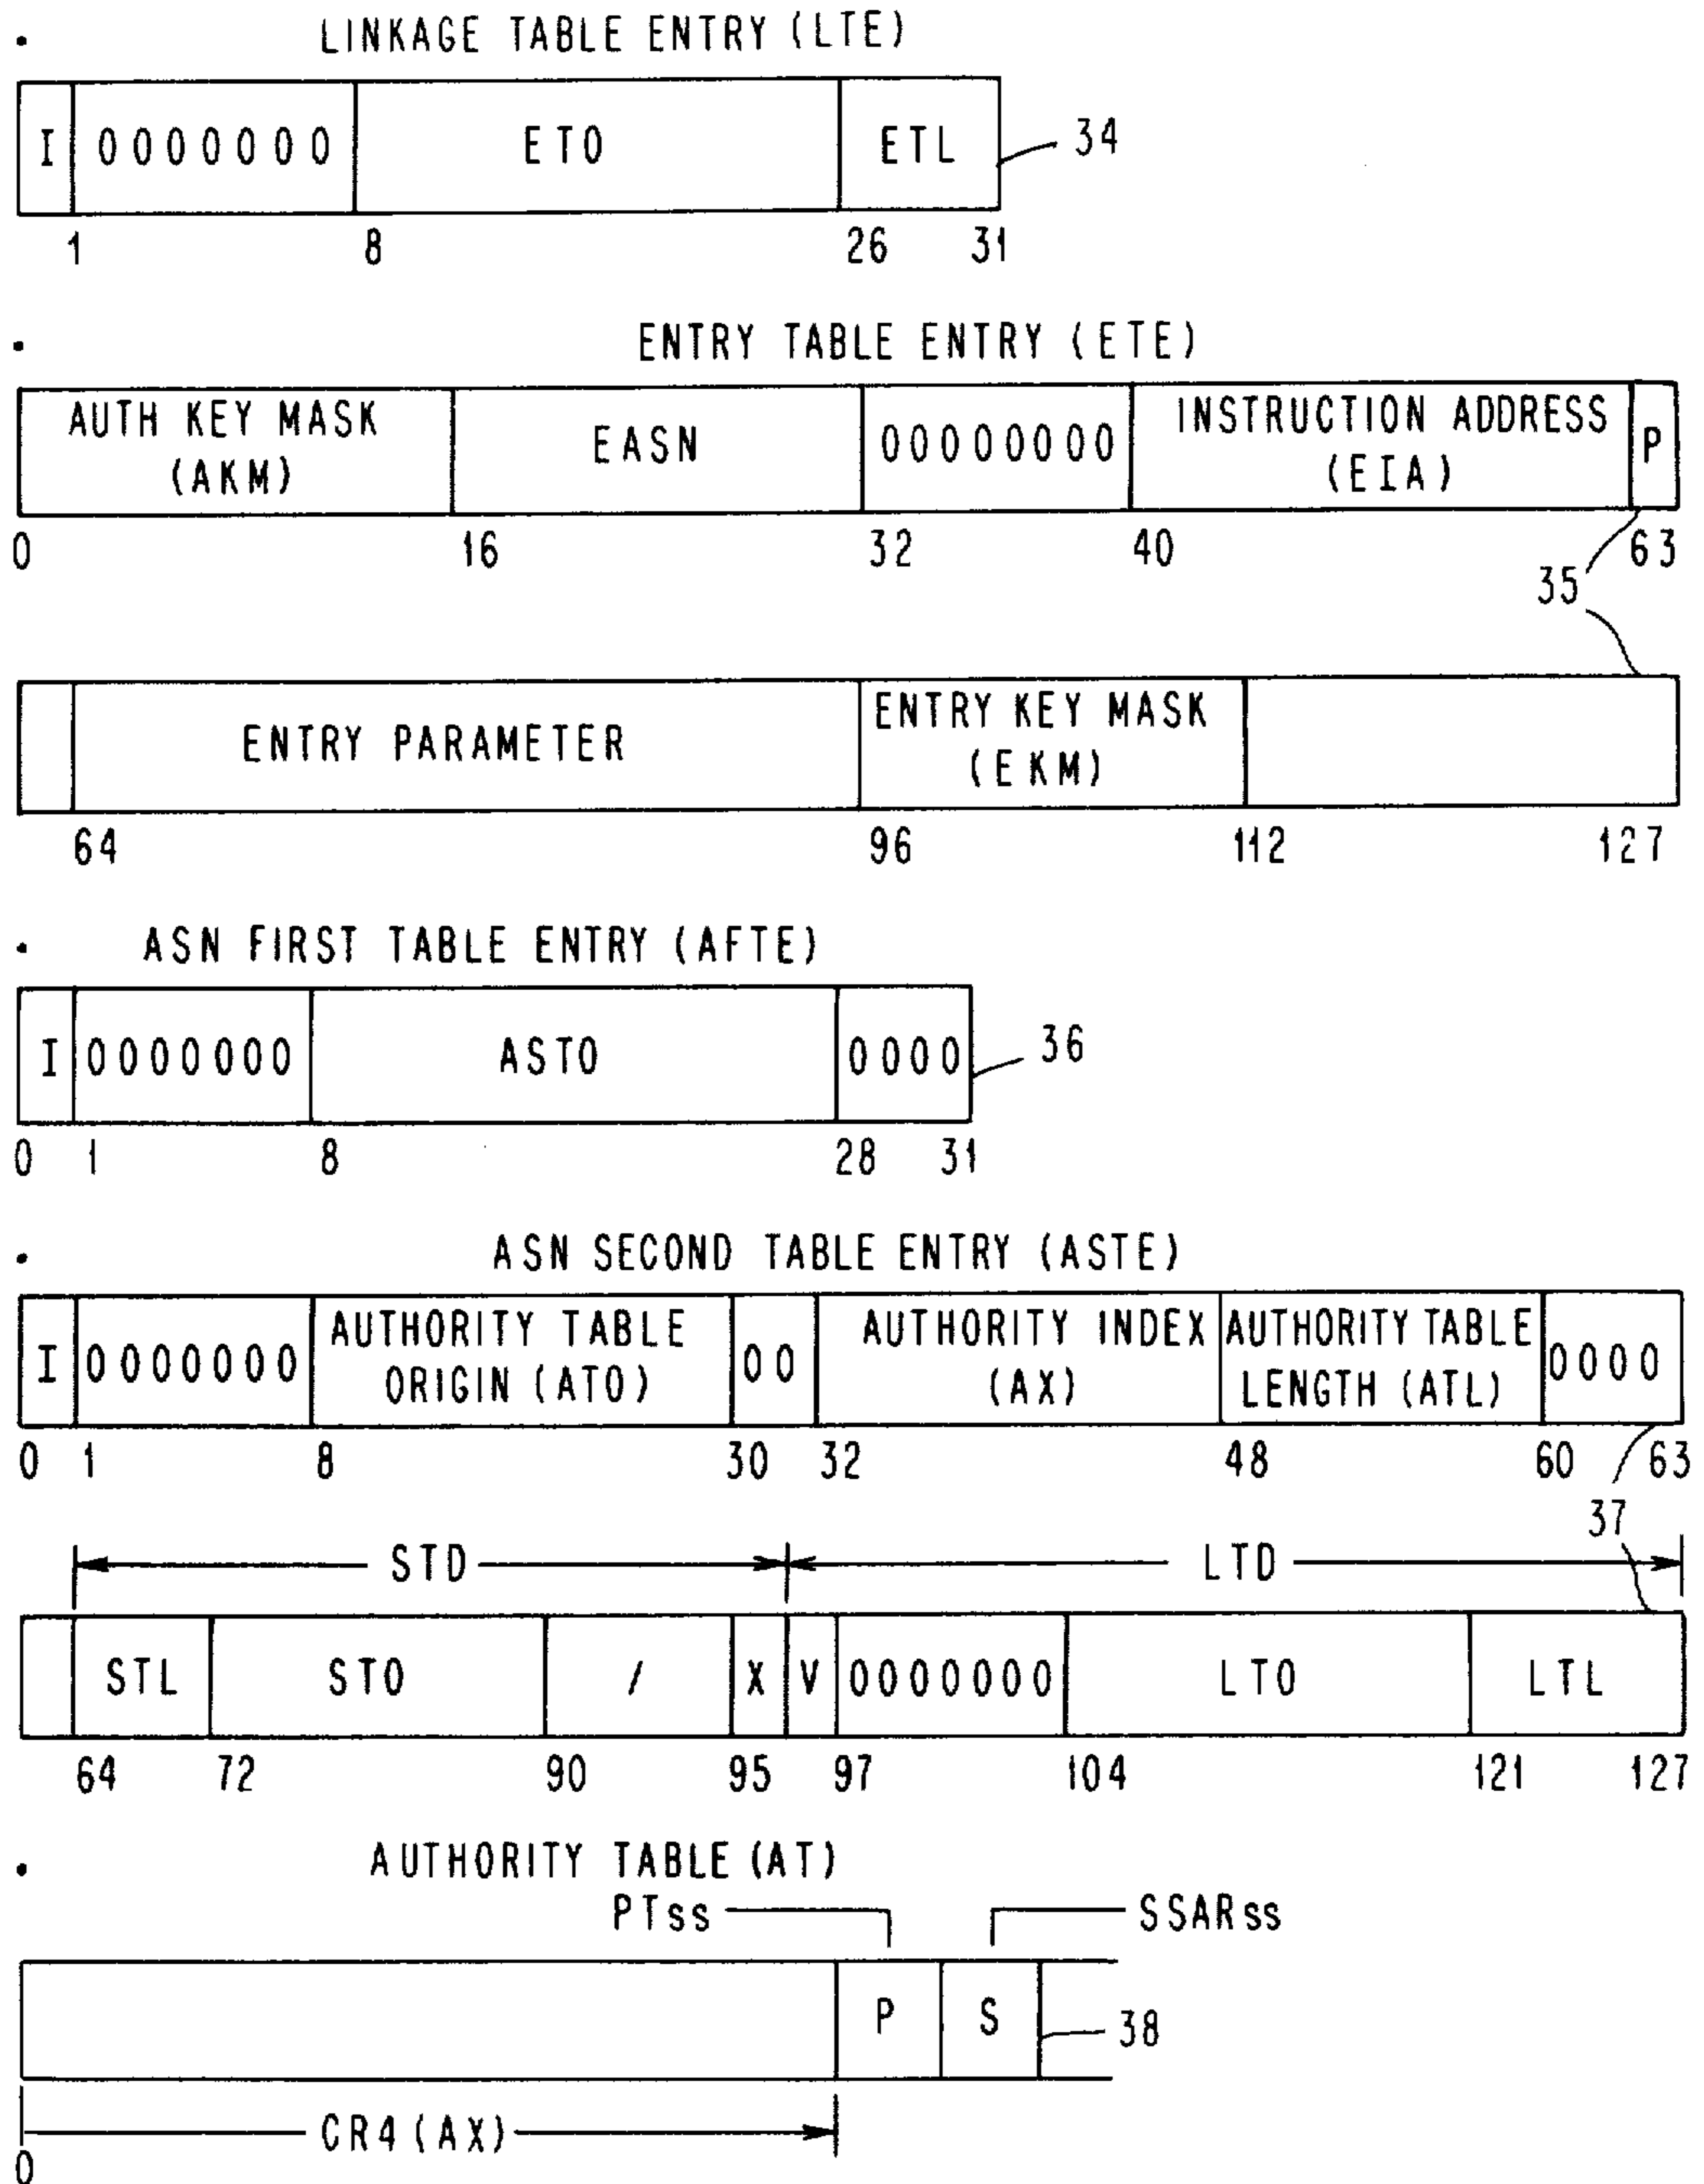 LINKAGE TABLE ENTRY (LTE)
I 0000000 ETO ETL 34
1 8 26 31
ENTRY TABLE ENTRY (ETE)
AUTH KEY MASK (AKM) EASN 00000000 INSTRUCTION ADDRESS (EIA) P
0 16 32 40 63
35
ENTRY PARAMETER ENTRY KEY MASK (EKM)
64 96 112 127
ASN FIRST TABLE ENTRY (AFTE)
I 0000000 ASTO 0000 36
0 1 8 28 31
ASN SECOND TABLE ENTRY (ASTE)
I 0000000 AUTHORITY TABLE ORIGIN (ATO) 00 AUTHORITY INDEX (AX) AUTHORITY TABLE LENGTH (ATL) 0000
0 1 8 30 32 48 60 63
37
STD LTD
STL STO / X V 0000000 LTO LTL
64 72 90 95 97 104 121 127
AUTHORITY TABLE (AT)
PTss SSARss
P S 38
CR4 (AX)
0